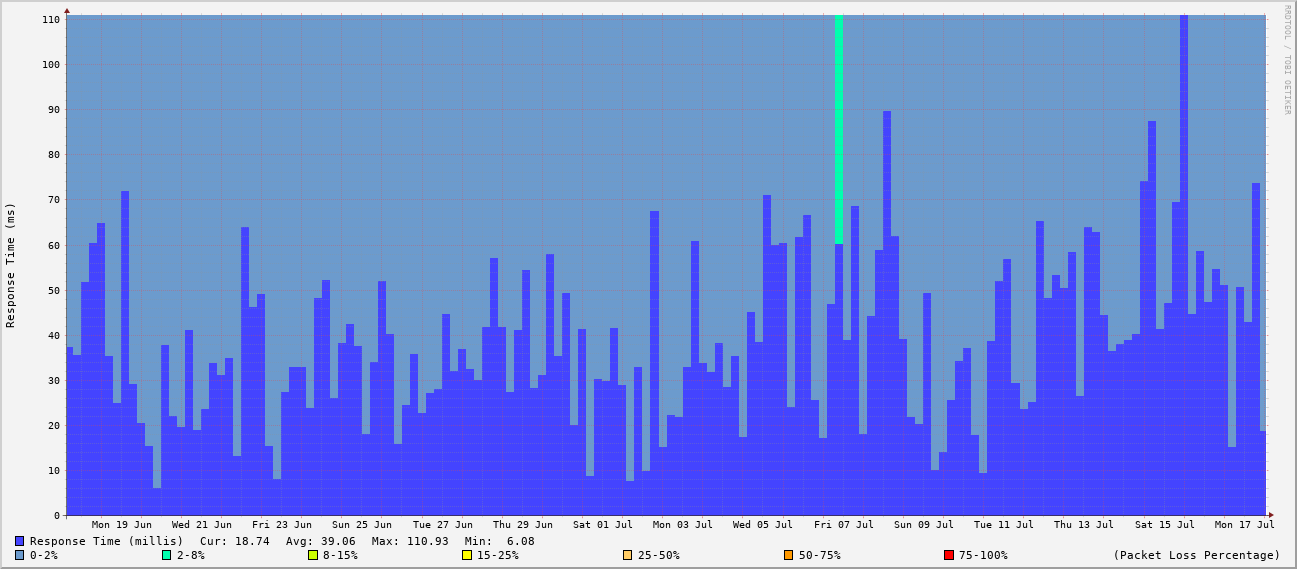 RRDTOOL / TOBI OETIKER
Response Time (ms)
110
100
90
80
70
60
50
40
30
20
10
0
Mon 19 Jun Wed 21 Jun Fri 23 Jun Sun 25 Jun Tue 27 Jun Thu 29 Jun Sat 01 Jul Mon 03 Jul Wed 05 Jul Fri 07 Jul Sun 09 Jul Tue 11 Jul Thu 13 Jul Sat 15 Jul Mon 17 Jul
Response Time (millis) Cur: 18.74 Avg: 39.06 Max: 110.93 Min: 6.08
0-2% 2-8% 8-15% 15-25% 25-50% 50-75% 75-100% (Packet Loss Percentage)